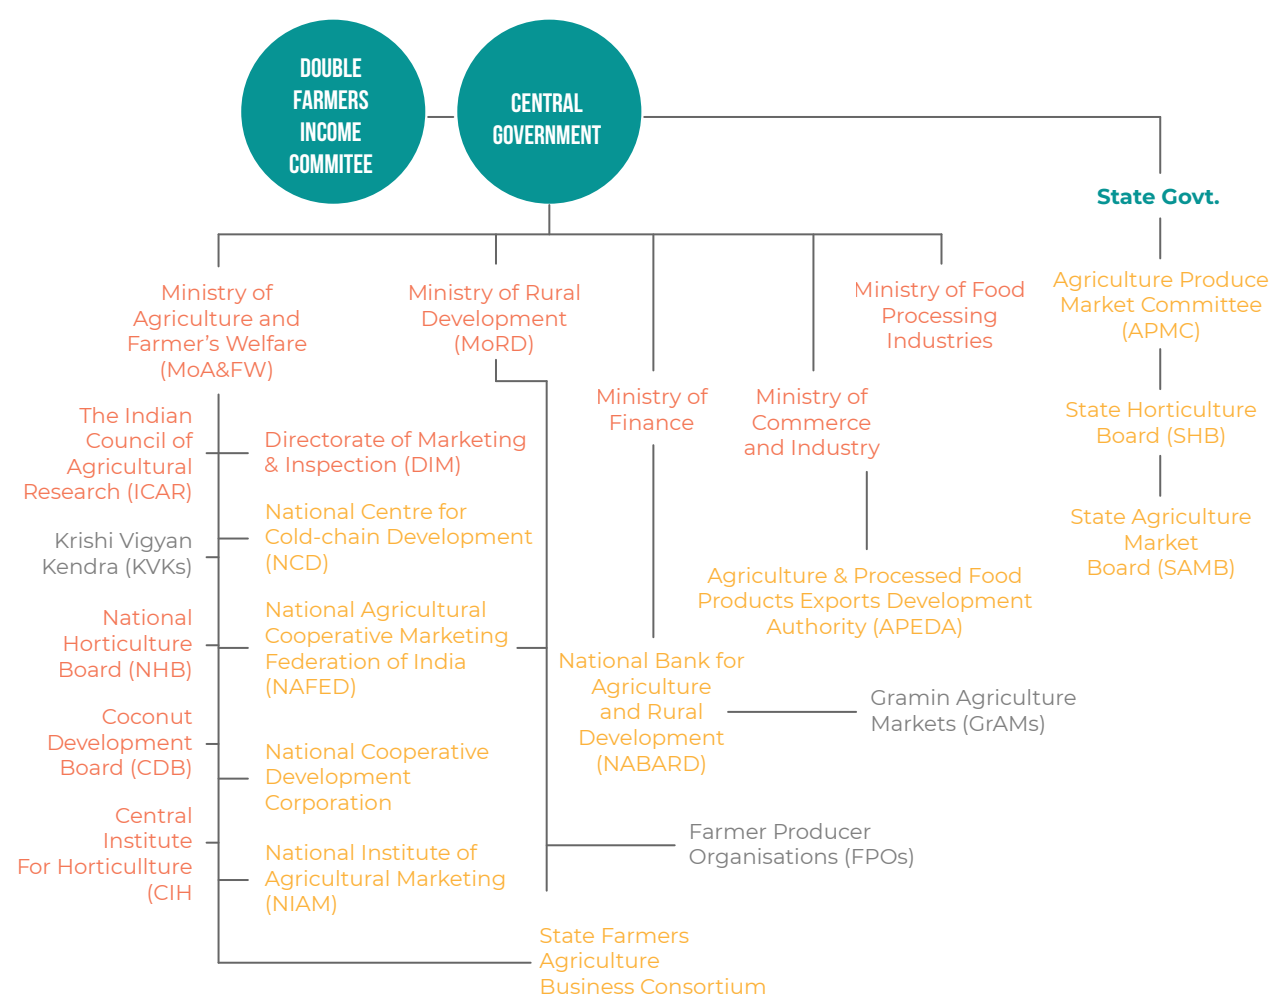 DOUBLE
FARMERS
INCOME
COMMITEE
CENTRAL
GOVERNMENT
State Govt.
Ministry of
Agriculture and
Farmer’s Welfare
(MoA&FW)
Ministry of Rural
Development
(MoRD)
Ministry of Finance
Ministry of
Commerce
and Industry
Ministry of Food
Processing
Industries
Agriculture Produce
Market Committee
(APMC)
State Horticulture
Board (SHB)
State Agriculture
Market
Board (SAMB)
The Indian
Council of
Agricultural
Research (ICAR)
Krishi Vigyan
Kendra (KVKs)
National
Horticulture
Board (NHB)
Coconut
Development
Board (CDB)
Central
Institute
For Horticullture
(CIH
Directorate of Marketing
& Inspection (DIM)
National Centre for
Cold-chain Development
(NCD)
National Agricultural
Cooperative Marketing
Federation of India
(NAFED)
National Cooperative
Development
Corporation
National Institute of
Agricultural Marketing
(NIAM)
State Farmers
Agriculture
Business Consortium
Agriculture & Processed Food
Products Exports Development
Authority (APEDA)
National Bank for
Agriculture
and Rural
Development
(NABARD)
Gramin Agriculture
Markets (GrAMs)
Farmer Producer
Organisations (FPOs)